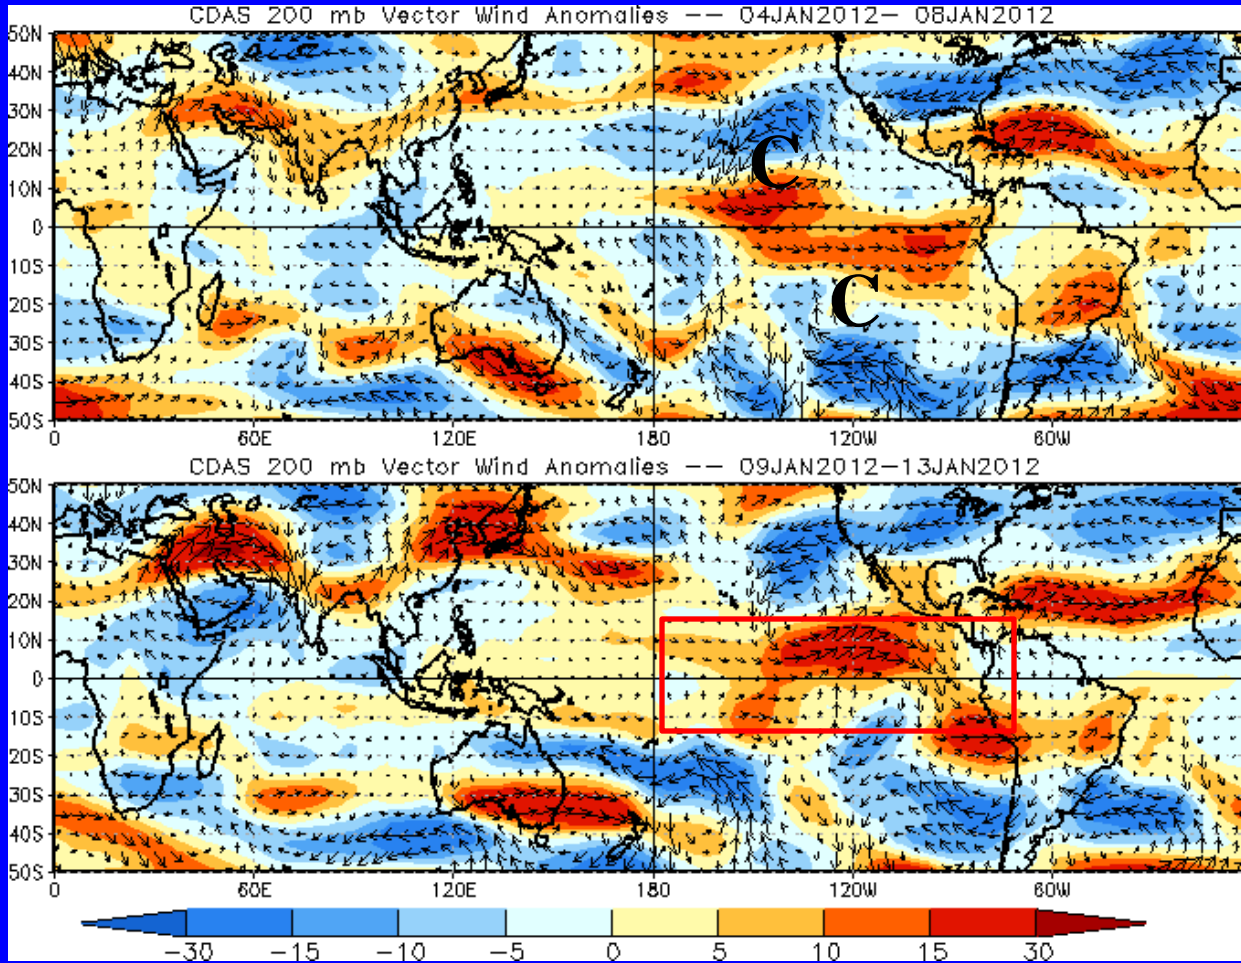 CDAS 200 mb Vector Wind Anomalies -- 04JAN2012- 08JAN2012
50N
40N
30N
20N
10N
0
10S
20S
30S
40S
50S
C
C
0 60E 120E 180 120W 60W
CDAS 200 mb Vector Wind Anomalies -- 09JAN2012-13JAN2012
50N
40N
30N
20N
10N
0
10S
20S
30S
40S
50S
0 60E 120E 180 120W 60W
-30 -15 -10 -5 0 5 10 15 30